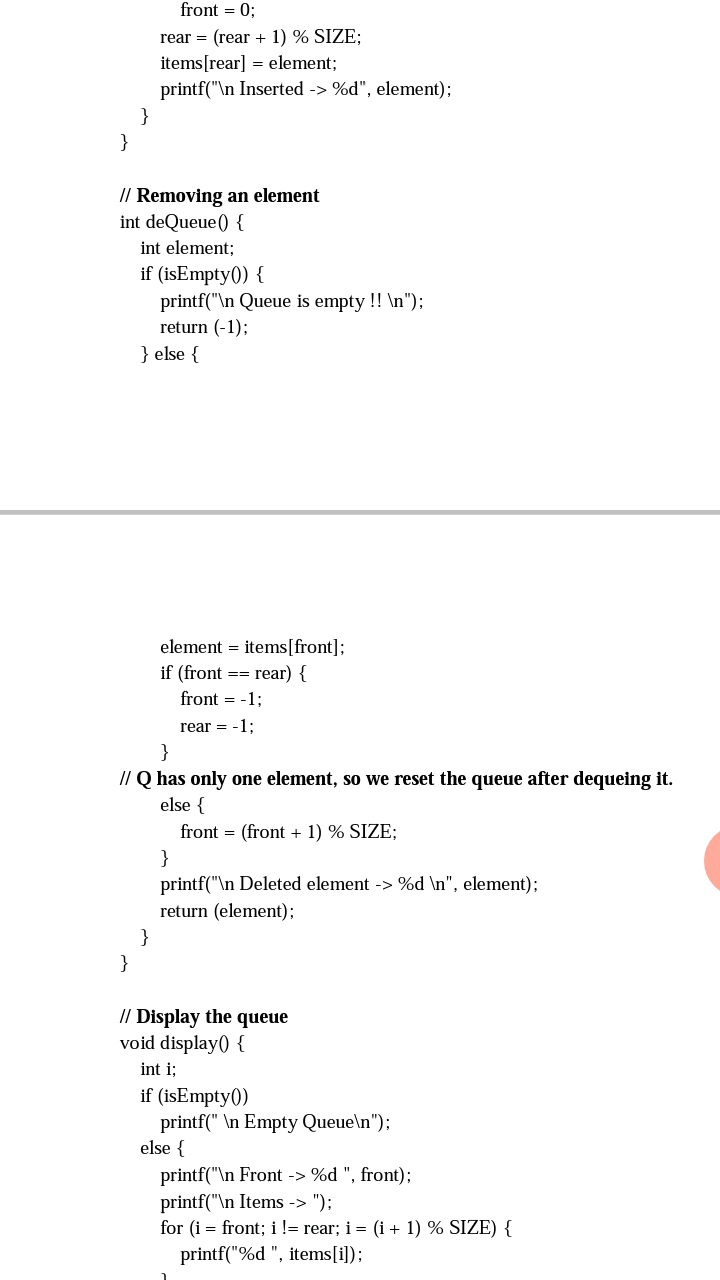 front = 0;
rear = (rear + 1) % SIZE;
items[rear] = element;
printf("\n Inserted -> %d", element);
}
}
// Removing an element
int deQueue() {
int element;
if (isEmpty()) {
printf("\n Queue is empty !! \n");
return (-1);
} else {
element = items[front];
if (front == rear) {
front = -1;
rear = -1;
}
// Q has only one element, so we reset the queue after dequeing it.
else {
front = (front + 1) % SIZE;
}
printf("\n Deleted element -> %d \n", element);
return (element);
}
}
// Display the queue
void display() {
int i;
if (isEmpty())
printf(" \n Empty Queue\n");
else {
printf("\n Front -> %d ", front);
printf("\n Items -> ");
for (i = front; i != rear; i = (i + 1) % SIZE) {
printf("%d ", items[i]);
}